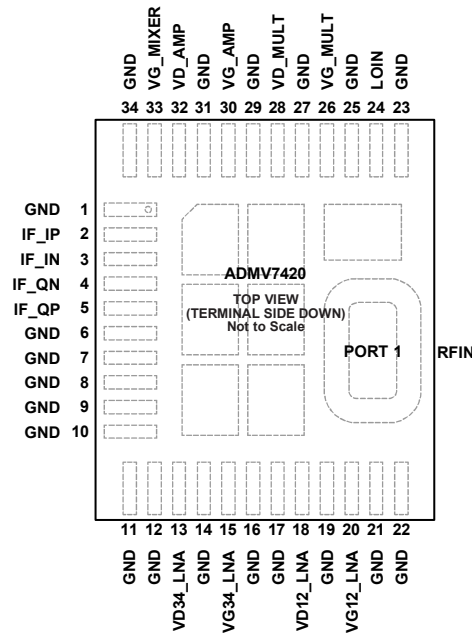 GND
VG_MIXER
VD_AMP
GND
VG_AMP
GND
VD_MULT
GND
VG_MULT
GND
LOIN
GND
34 33 32 31 30 29 28 27 26 25 24 23
GND 1
IF_IP 2
IF_IN 3
IF_QN 4
IF_QP 5
GND 6
GND 7
GND 8
GND 9
GND 10
ADMV7420
TOP VIEW
(TERMINAL SIDE DOWN)
Not to Scale
PORT 1
RFIN
11 12 13 14 15 16 17 18 19 20 21 22
GND
GND
VD34_LNA
GND
VG34_LNA
GND
GND
VD12_LNA
GND
VG12_LNA
GND
GND